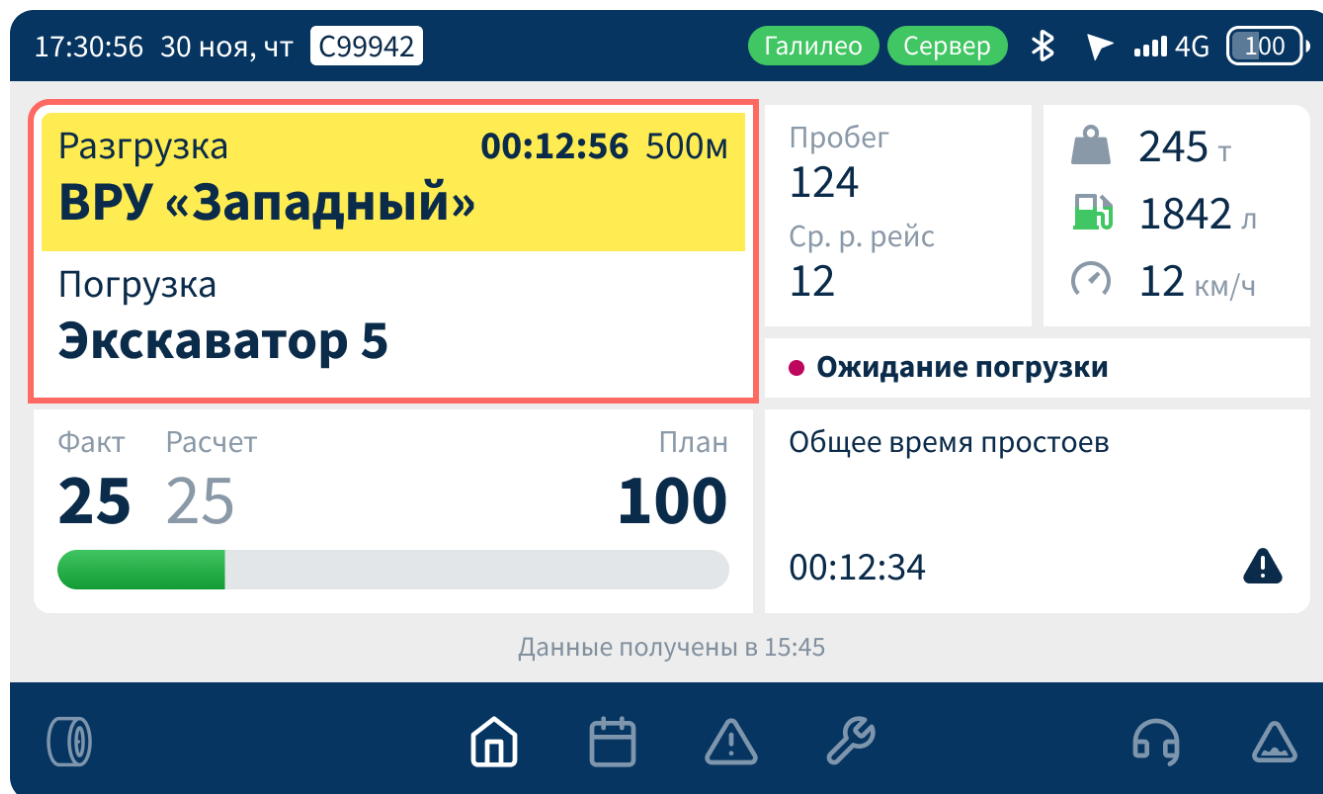 17:30:56 30 ноя, чт С99942 Галилео Сервер 4G 100
Разгрузка 00:12:56 500м
ВРУ «Западный»
Погрузка
Экскаватор 5
Пробег
124
Ср. р. рейс
12
245 т
1842 л
12 км/ч
Ожидание погрузки
Факт Расчет План
25 25 100
Общее время простоев
00:12:34
Данные получены в 15:45